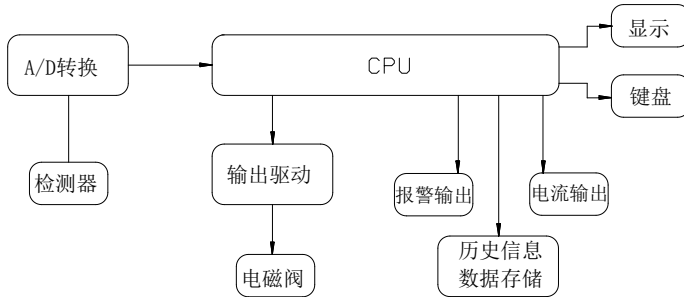 显示
A/D转换
CPU
键盘
检测器
输出驱动
报警输出
电流输出
电磁阀
历史信息
数据存储